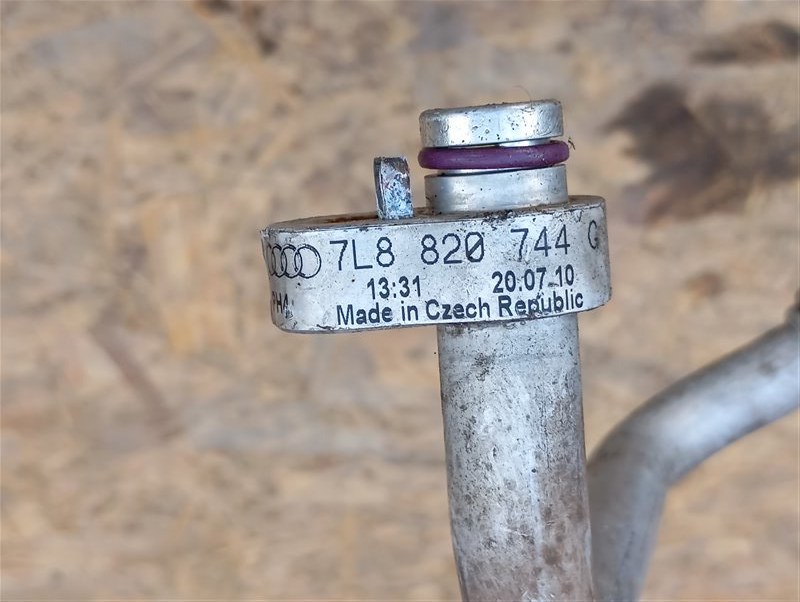 7L8 820 744 G
13:31 20.07.10
Made in Czech Republic